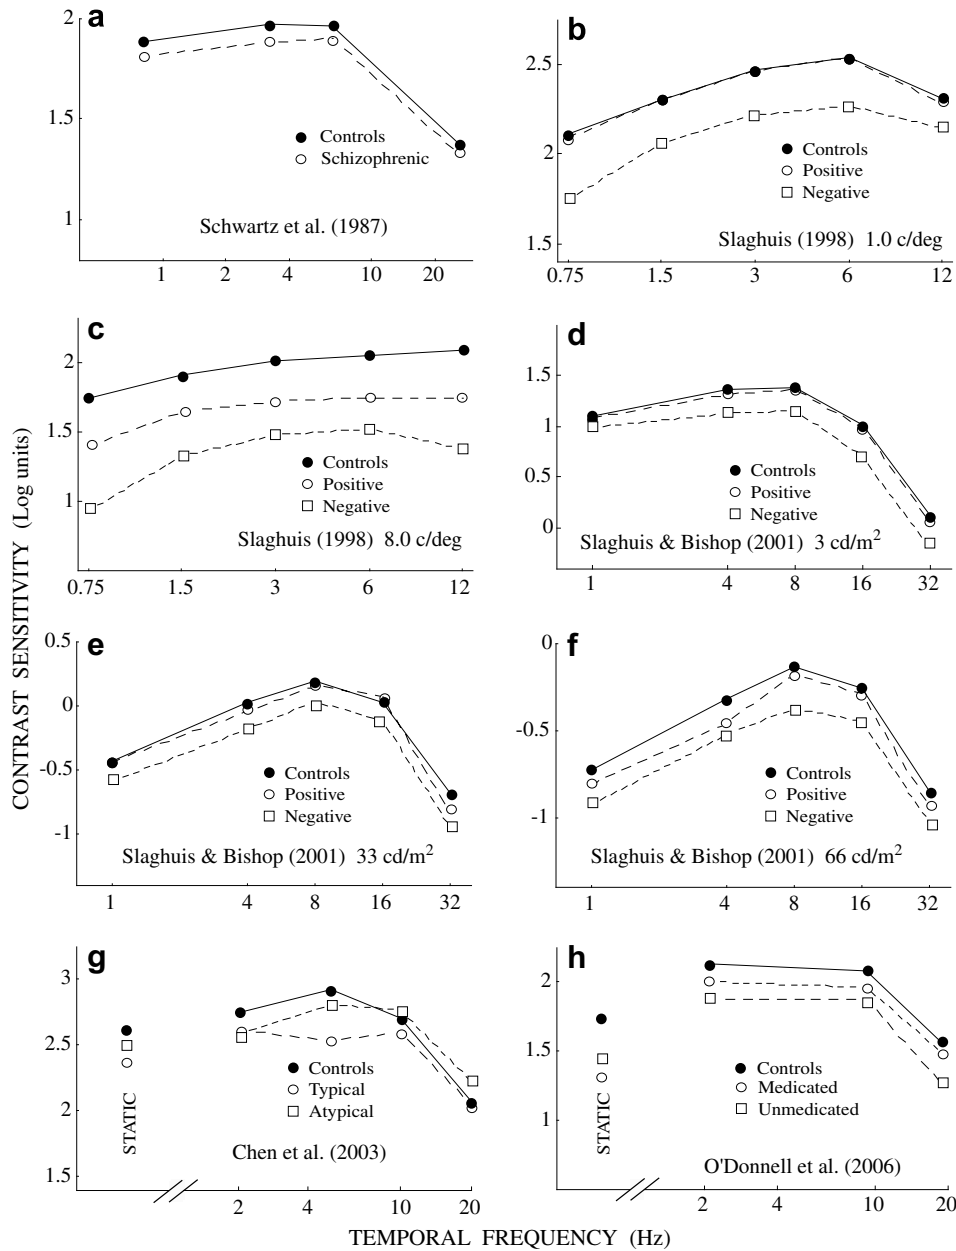 a
2
1.5
1
Controls
Schizophrenic
Schwartz et al. (1987)
1 2 4 10 20
b
2.5
2
1.5
Controls
Positive
Negative
Slaghuis (1998) 1.0 c/deg
0.75 1.5 3 6 12
c
2
1.5
1
Controls
Positive
Negative
Slaghuis (1998) 8.0 c/deg
0.75 1.5 3 6 12
d
1.5
1
0.5
0
Controls
Positive
Negative
Slaghuis & Bishop (2001) 3 cd/m²
1 4 8 16 32
e
0.5
0
-0.5
-1
Controls
Positive
Negative
Slaghuis & Bishop (2001) 33 cd/m²
1 4 8 16 32
f
0
-0.5
-1
Controls
Positive
Negative
Slaghuis & Bishop (2001) 66 cd/m²
1 4 8 16 32
g
3
2.5
2
1.5
STATIC
Controls
Typical
Atypical
Chen et al. (2003)
2 4 10 20
h
2
1.5
1
STATIC
Controls
Medicated
Unmedicated
O'Donnell et al. (2006)
2 4 10 20
CONTRAST SENSITIVITY (Log units)
TEMPORAL FREQUENCY (Hz)